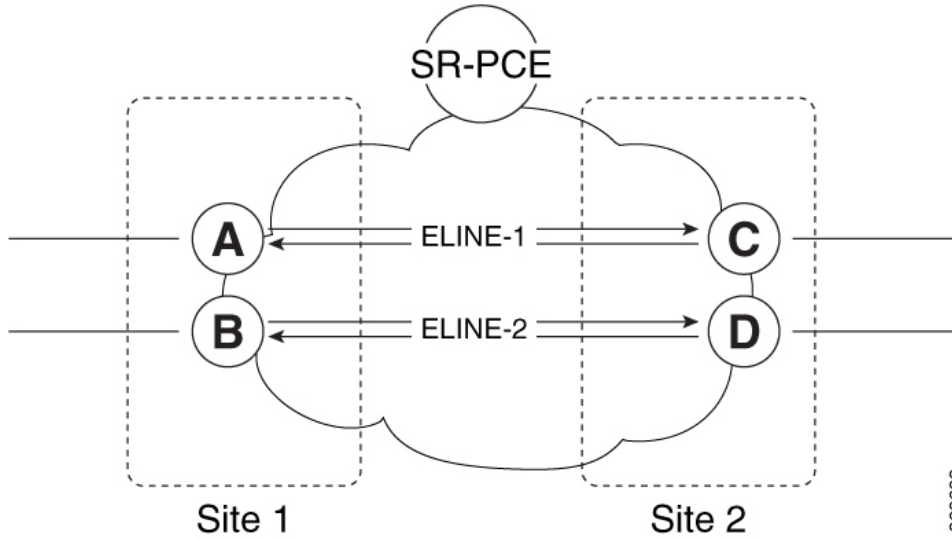 SR-PCE
A
ELINE-1
C
B
ELINE-2
D
Site 1
Site 2